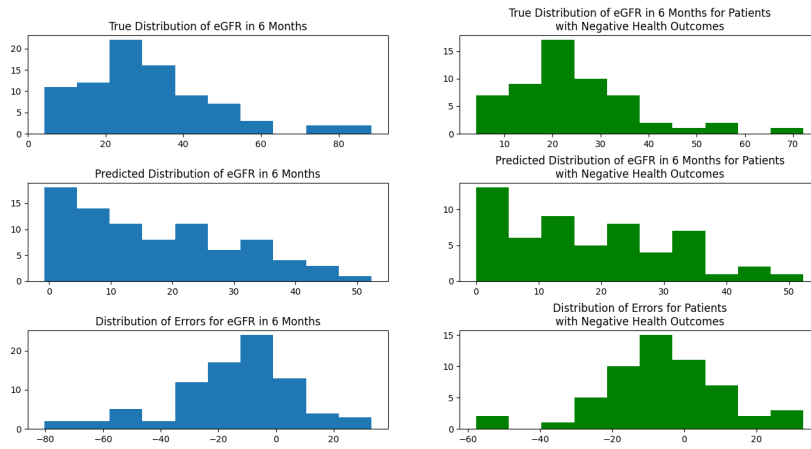 True Distribution of eGFR in 6 Months
20
15
10
5
0
0 20 40 60 80
True Distribution of eGFR in 6 Months for Patients
with Negative Health Outcomes
15
10
5
0
10 20 30 40 50 60 70
Predicted Distribution of eGFR in 6 Months
15
10
5
0
0 10 20 30 40 50
Predicted Distribution of eGFR in 6 Months for Patients
with Negative Health Outcomes
10
5
0
0 10 20 30 40 50
Distribution of Errors for eGFR in 6 Months
20
10
0
−80 −60 −40 −20 0 20
Distribution of Errors for Patients
with Negative Health Outcomes
15
10
5
0
−60 −40 −20 0 20